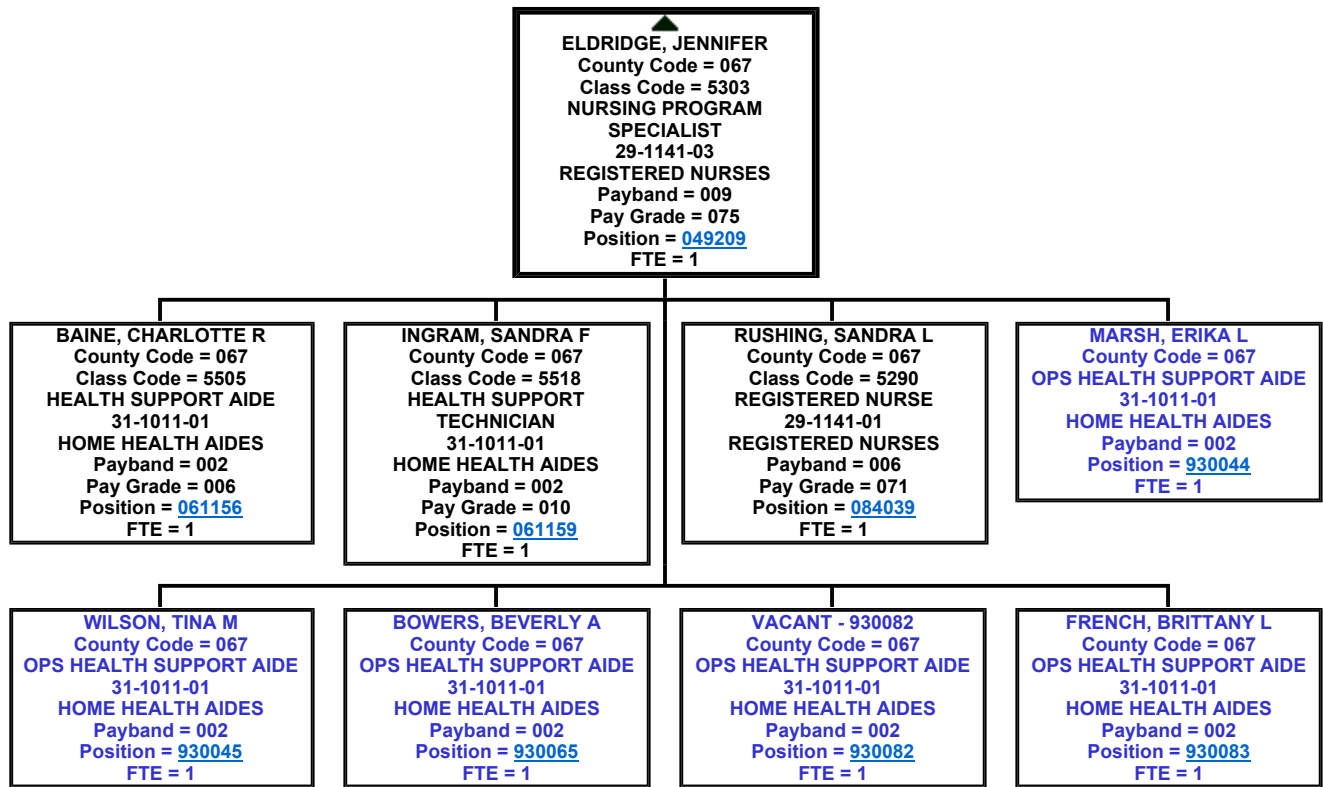 ELDRIDGE, JENNIFER
County Code = 067
Class Code = 5303
NURSING PROGRAM
SPECIALIST
29-1141-03
REGISTERED NURSES
Payband = 009
Pay Grade = 075
Position = 049209
FTE = 1
BAINE, CHARLOTTE R
County Code = 067
Class Code = 5505
HEALTH SUPPORT AIDE
31-1011-01
HOME HEALTH AIDES
Payband = 002
Pay Grade = 006
Position = 061156
FTE = 1
INGRAM, SANDRA F
County Code = 067
Class Code = 5518
HEALTH SUPPORT
TECHNICIAN
31-1011-01
HOME HEALTH AIDES
Payband = 002
Pay Grade = 010
Position = 061159
FTE = 1
RUSHING, SANDRA L
County Code = 067
Class Code = 5290
REGISTERED NURSE
29-1141-01
REGISTERED NURSES
Payband = 006
Pay Grade = 071
Position = 084039
FTE = 1
MARSH, ERIKA L
County Code = 067
OPS HEALTH SUPPORT AIDE
31-1011-01
HOME HEALTH AIDES
Payband = 002
Position = 930044
FTE = 1
WILSON, TINA M
County Code = 067
OPS HEALTH SUPPORT AIDE
31-1011-01
HOME HEALTH AIDES
Payband = 002
Position = 930045
FTE = 1
BOWERS, BEVERLY A
County Code = 067
OPS HEALTH SUPPORT AIDE
31-1011-01
HOME HEALTH AIDES
Payband = 002
Position = 930065
FTE = 1
VACANT - 930082
County Code = 067
OPS HEALTH SUPPORT AIDE
31-1011-01
HOME HEALTH AIDES
Payband = 002
Position = 930082
FTE = 1
FRENCH, BRITTANY L
County Code = 067
OPS HEALTH SUPPORT AIDE
31-1011-01
HOME HEALTH AIDES
Payband = 002
Position = 930083
FTE = 1